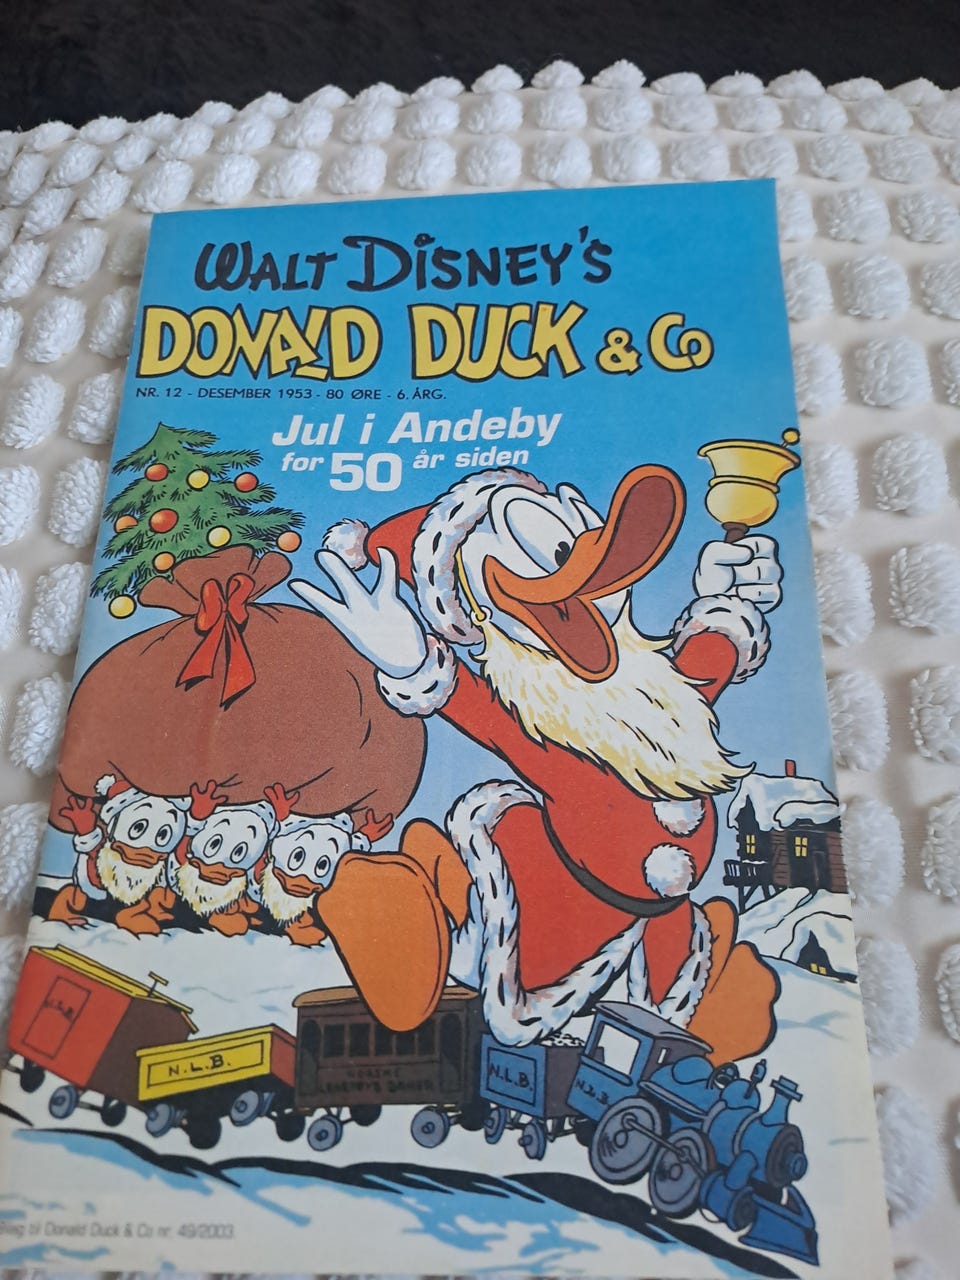 WALT DISNEY'S
DONALD DUCK & Co
NR. 12 - DESEMBER 1953 - 80 ØRE - 6. ÅRG.
Jul i Andeby
for 50 år siden
N.L.B.
N.L.B.
NORSKE
N.L.B.
N.L.B.
til Donald Duck & Co nr. 49/2003